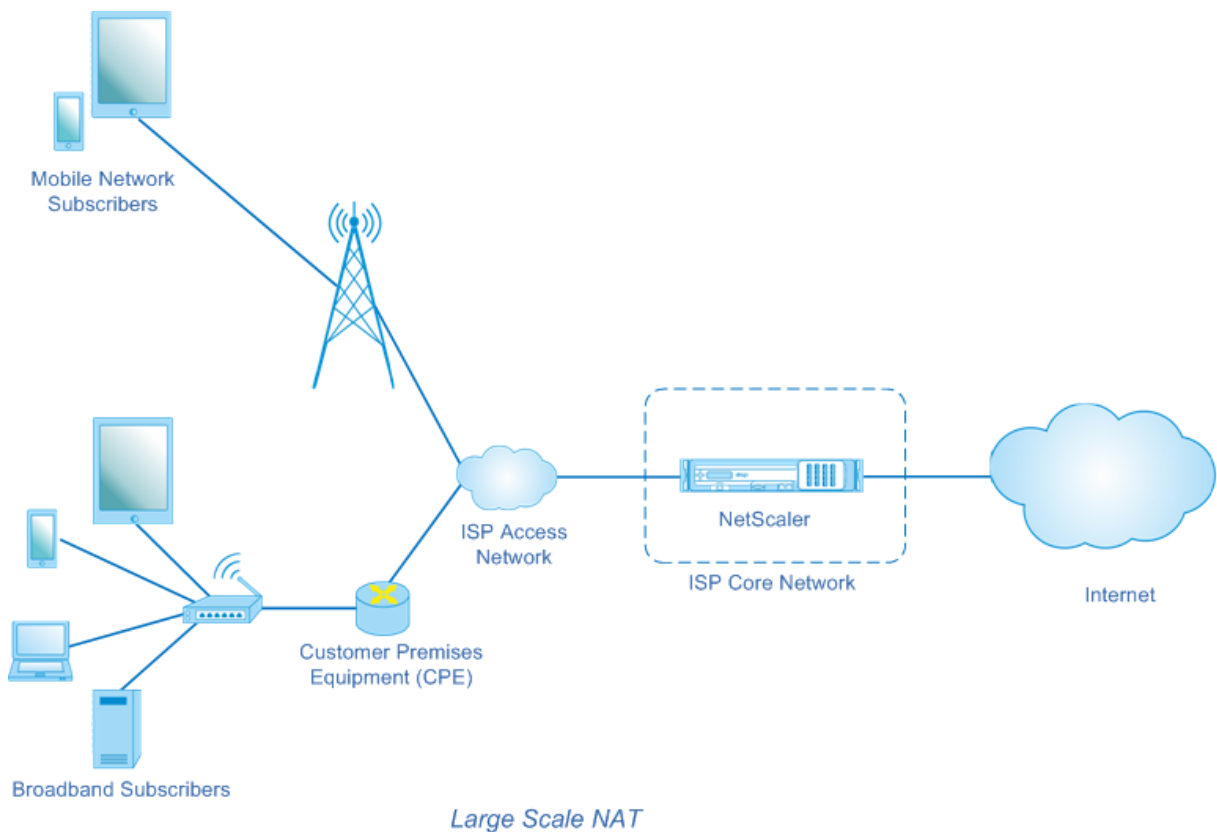 Mobile Network
Subscribers
ISP Access
Network
NetScaler
ISP Core Network
Internet
Customer Premises
Equipment (CPE)
Broadband Subscribers
Large Scale NAT